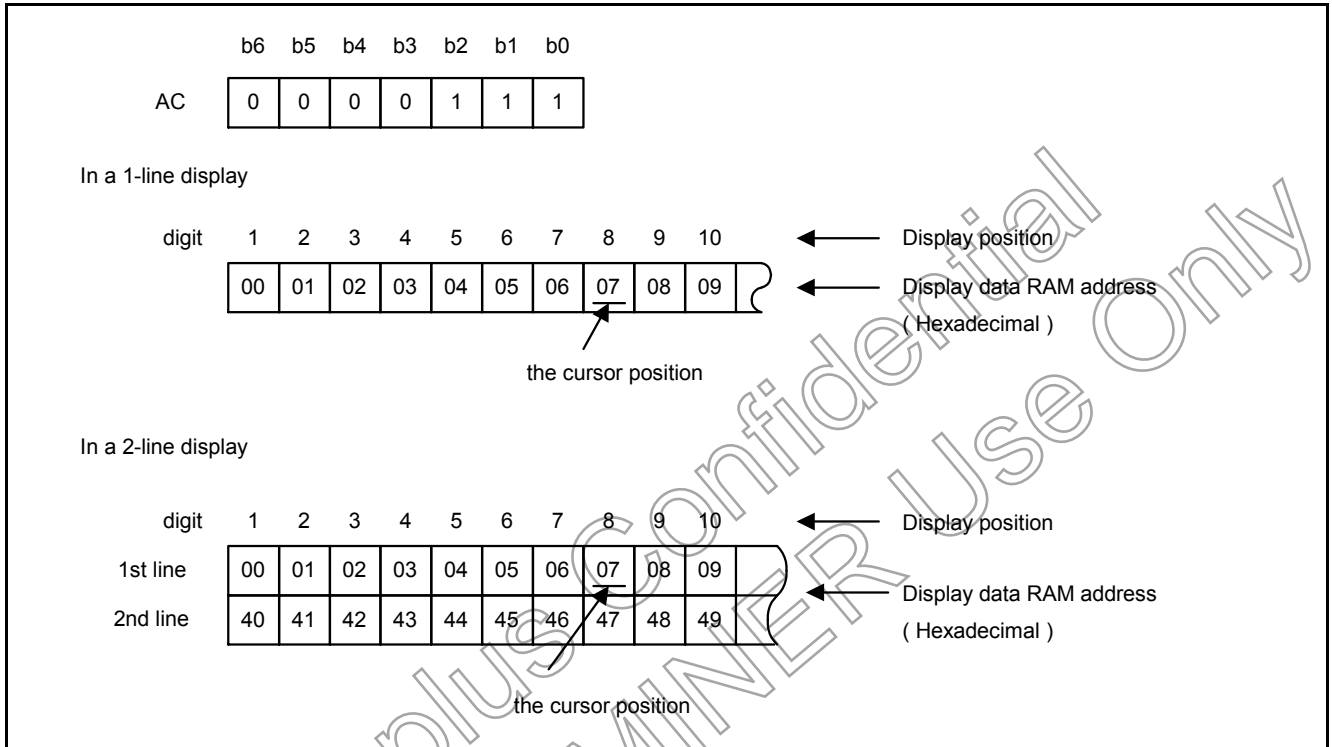 b6 b5 b4 b3 b2 b1 b0
AC 0 0 0 0 1 1 1
In a 1-line display
digit 1 2 3 4 5 6 7 8 9 10 Display position
00 01 02 03 04 05 06 07 08 09 Display data RAM address
( Hexadecimal )
the cursor position
In a 2-line display
digit 1 2 3 4 5 6 7 8 9 10 Display position
1st line 00 01 02 03 04 05 06 07 08 09
Display data RAM address
2nd line 40 41 42 43 44 45 46 47 48 49
( Hexadecimal )
the cursor position
plus Confidential
MINER Use Only